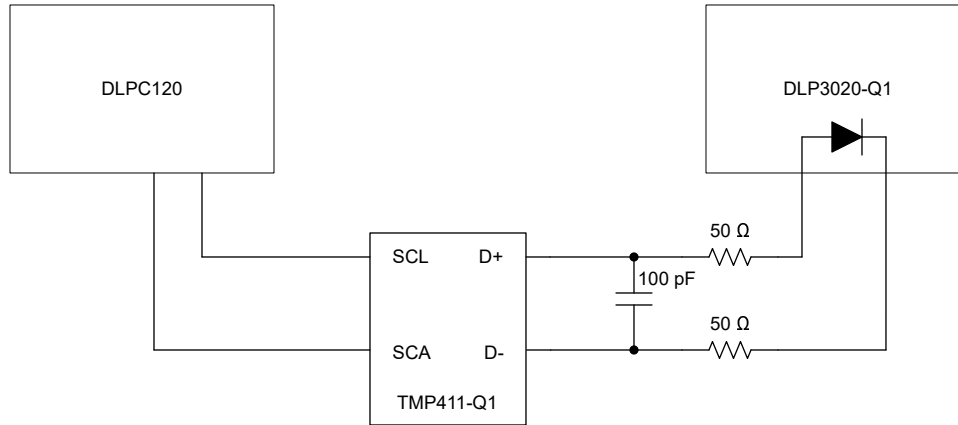 DLPC120
DLP3020-Q1
50 Ω
SCL
D+
100 pF
50 Ω
SCA
D-
TMP411-Q1